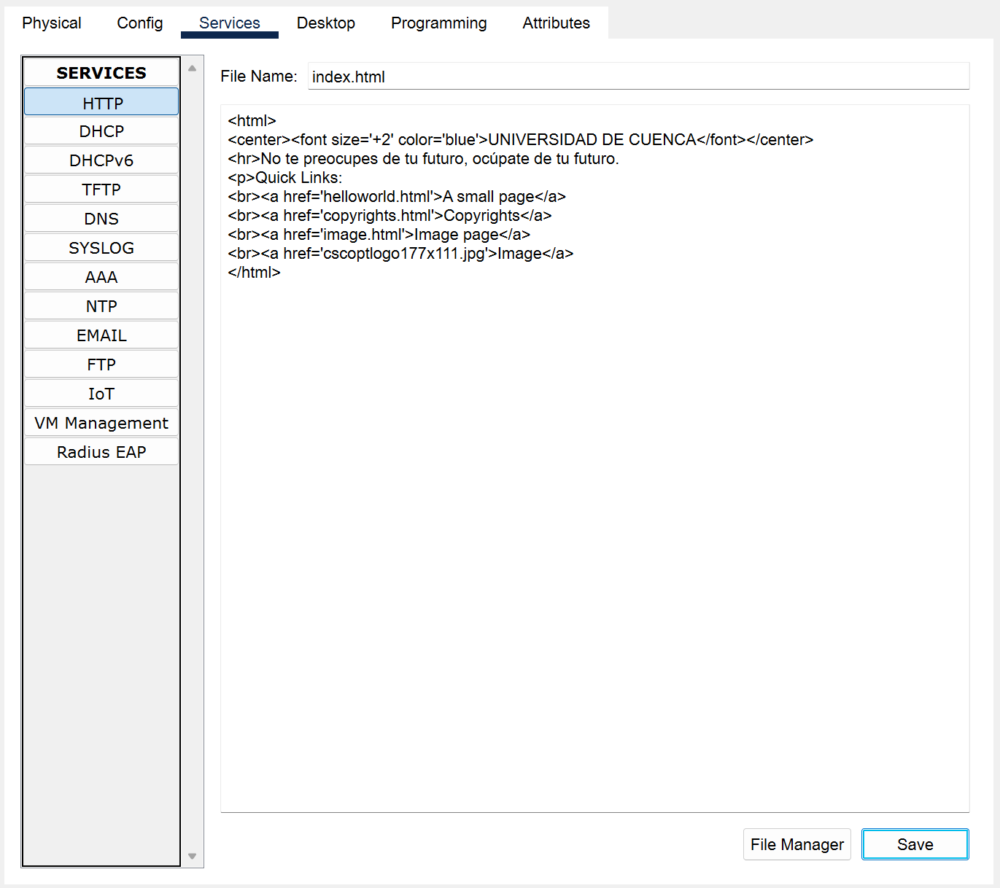 Physical Config Services Desktop Programming Attributes
SERVICES
HTTP
DHCP
DHCPv6
TFTP
DNS
SYSLOG
AAA
NTP
EMAIL
FTP
IoT
VM Management
Radius EAP
File Name: index.html
<html>
<center><font size='+2' color='blue'>UNIVERSIDAD DE CUENCA</font></center>
<hr>No te preocupes de tu futuro, ocúpate de tu futuro.
<p>Quick Links:
<br><a href='helloworld.html'>A small page</a>
<br><a href='copyrights.html'>Copyrights</a>
<br><a href='image.html'>Image page</a>
<br><a href='cscoptlogo177x111.jpg'>Image</a>
</html>
File Manager Save